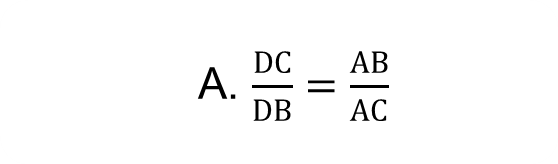 A. DC/DB = AB/AC